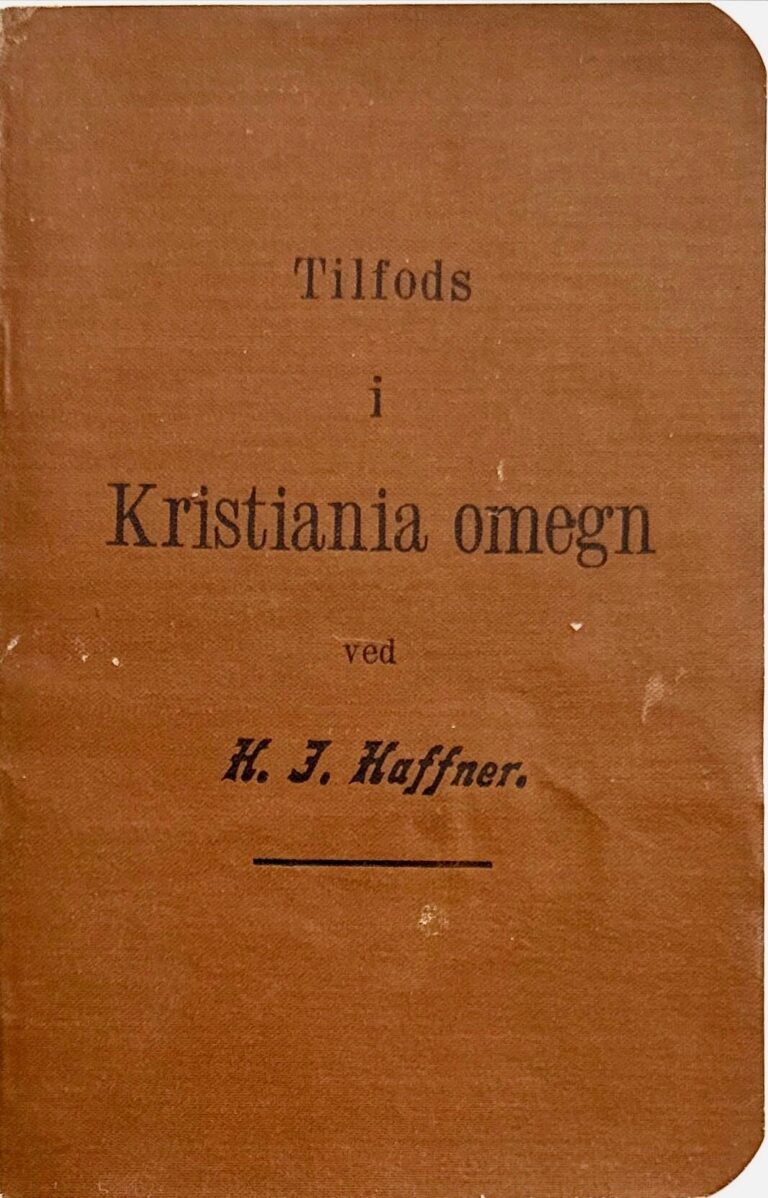 Tilfods
i
Kristiania omegn
ved
H. J. Haffner.